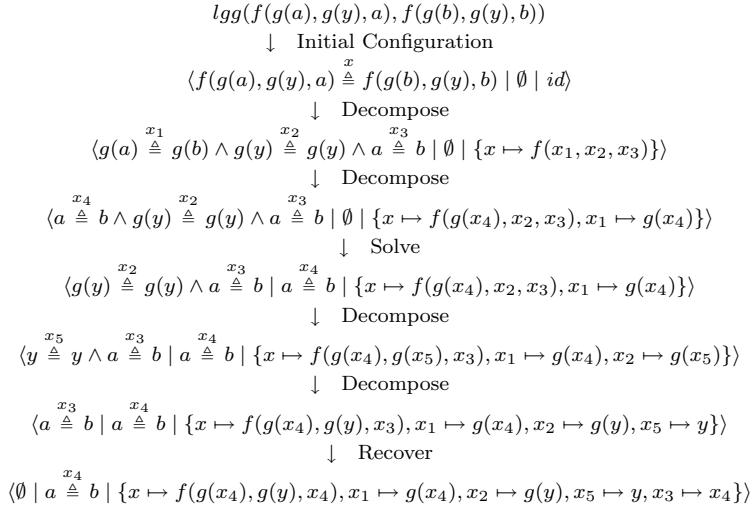 lgg(f(g(a), g(y), a), f(g(b), g(y), b))
↓ Initial Configuration
⟨f(g(a), g(y), a) ≜^x f(g(b), g(y), b) | ∅ | id⟩
↓ Decompose
⟨g(a) ≜^{x_1} g(b) ∧ g(y) ≜^{x_2} g(y) ∧ a ≜^{x_3} b | ∅ | {x ↦ f(x_1, x_2, x_3)}⟩
↓ Decompose
⟨a ≜^{x_4} b ∧ g(y) ≜^{x_2} g(y) ∧ a ≜^{x_3} b | ∅ | {x ↦ f(g(x_4), x_2, x_3), x_1 ↦ g(x_4)}⟩
↓ Solve
⟨g(y) ≜^{x_2} g(y) ∧ a ≜^{x_3} b | a ≜^{x_4} b | {x ↦ f(g(x_4), x_2, x_3), x_1 ↦ g(x_4)}⟩
↓ Decompose
⟨y ≜^{x_5} y ∧ a ≜^{x_3} b | a ≜^{x_4} b | {x ↦ f(g(x_4), g(x_5), x_3), x_1 ↦ g(x_4), x_2 ↦ g(x_5)}⟩
↓ Decompose
⟨a ≜^{x_3} b | a ≜^{x_4} b | {x ↦ f(g(x_4), g(y), x_3), x_1 ↦ g(x_4), x_2 ↦ g(y), x_5 ↦ y}⟩
↓ Recover
⟨∅ | a ≜^{x_4} b | {x ↦ f(g(x_4), g(y), x_4), x_1 ↦ g(x_4), x_2 ↦ g(y), x_5 ↦ y, x_3 ↦ x_4}⟩